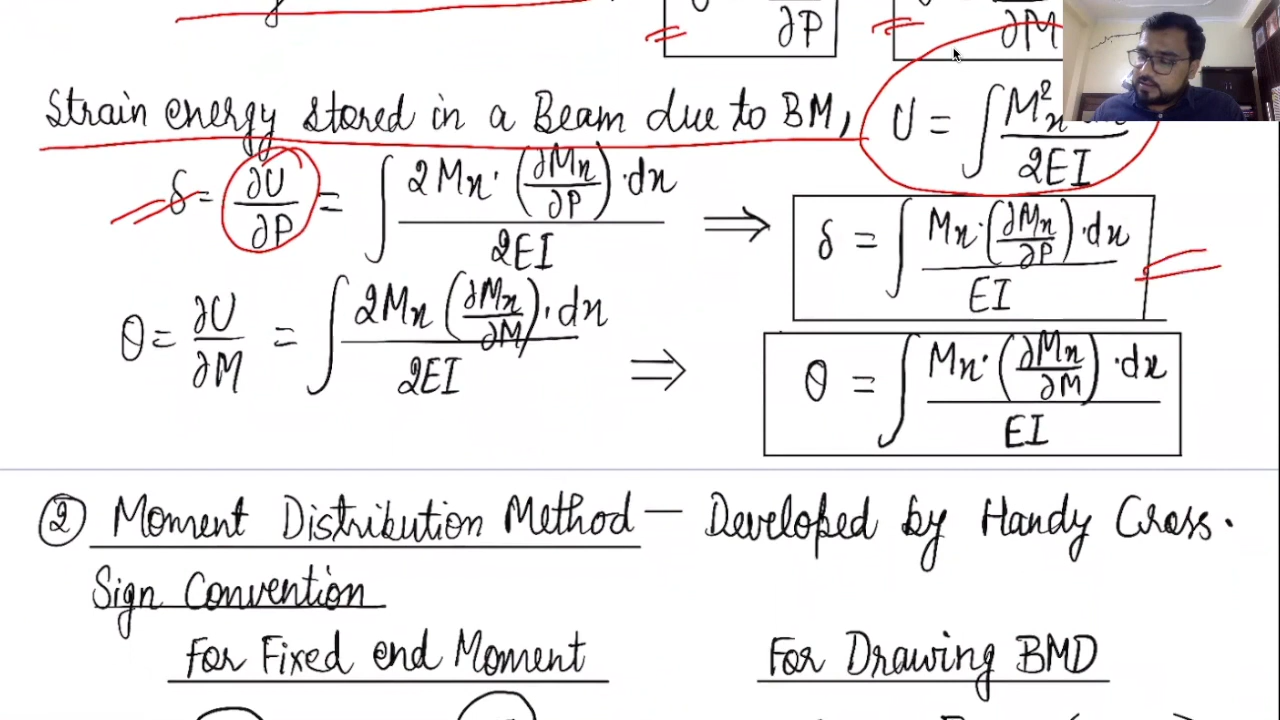 ∂P
∂M
Strain energy stored in a Beam due to BM, U = ∫ Mx² / 2EI
δ = ∂U/∂P = ∫ 2Mx·(∂Mx/∂P)·dx / 2EI ⟹ δ = ∫ Mx·(∂Mx/∂P)·dx / EI
θ = ∂U/∂M = ∫ 2Mx (∂Mx/∂M)·dx / 2EI ⟹ θ = ∫ Mx·(∂Mx/∂M)·dx / EI
② Moment Distribution Method — Developed by Handy Cross.
Sign Convention
For Fixed end Moment For Drawing BMD